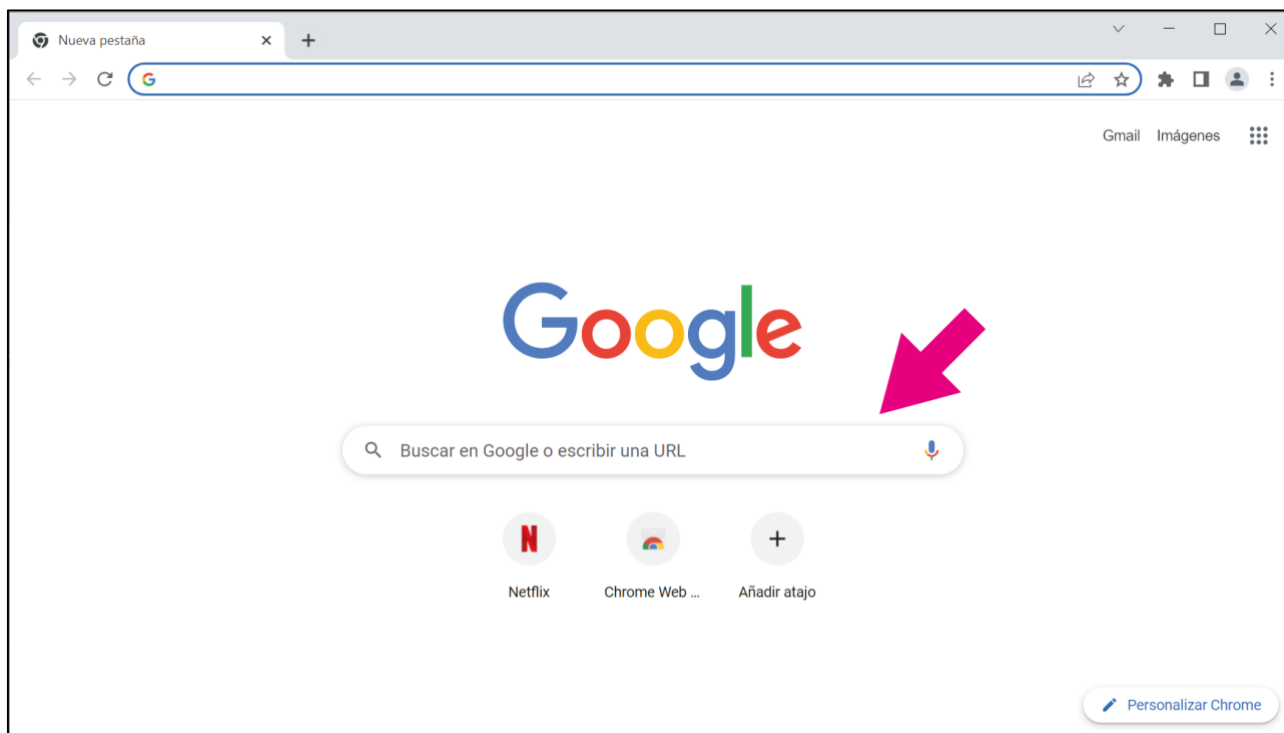 Nueva pestaña
Gmail Imágenes
Google
Buscar en Google o escribir una URL
Netflix Chrome Web ... Añadir atajo
Personalizar Chrome